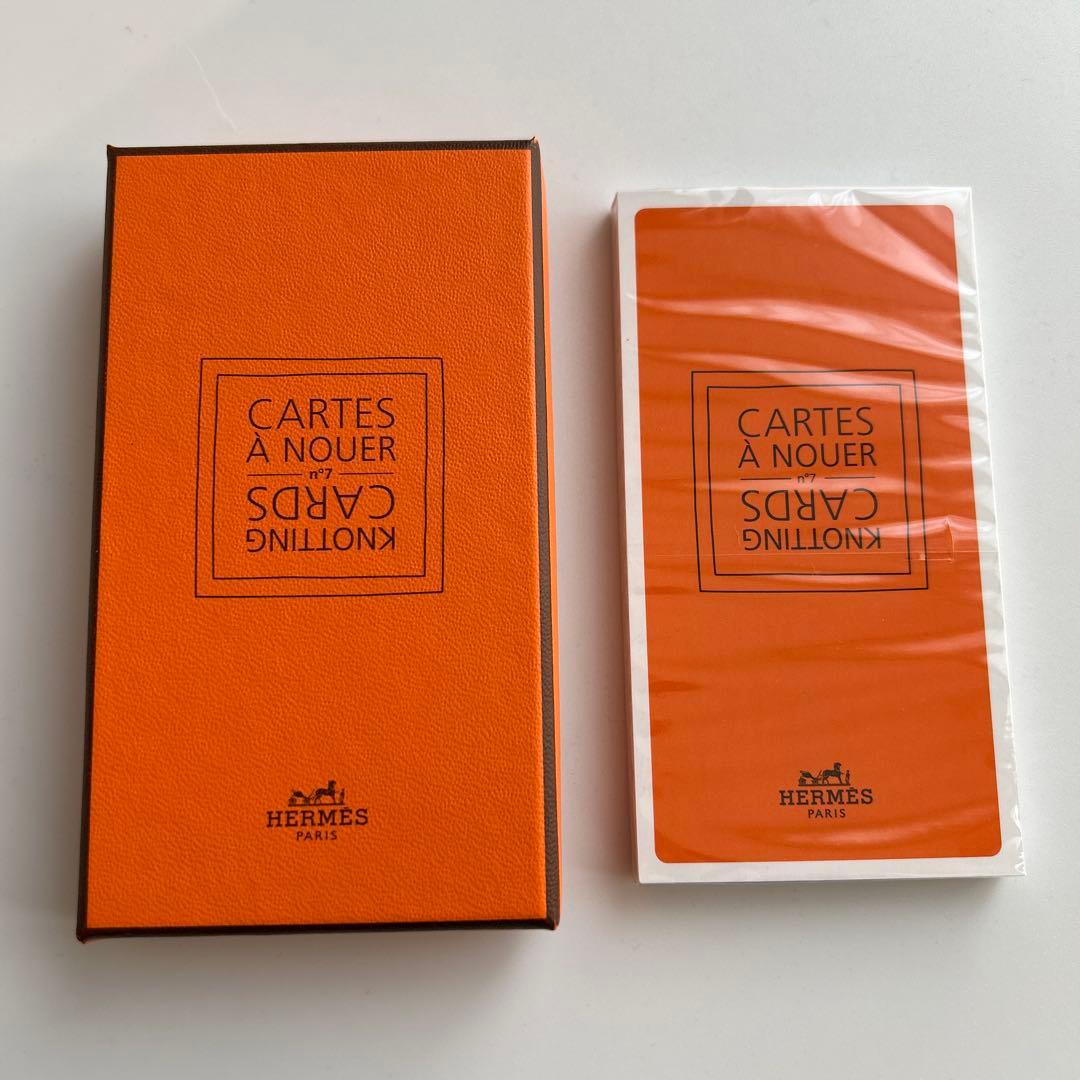 CARTES
À NOUER
n°7
KNOTTING
CARDS
HERMÈS
PARIS
CARTES
À NOUER
n°7
KNOTTING
CARDS
HERMÈS
PARIS